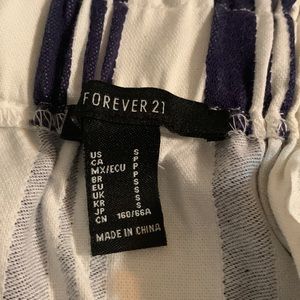 FOREVER 21
US S
CA P
MX/ECU P
BR P
EU S
UK S
KR S
JP S
CN 160/66A
MADE IN CHINA